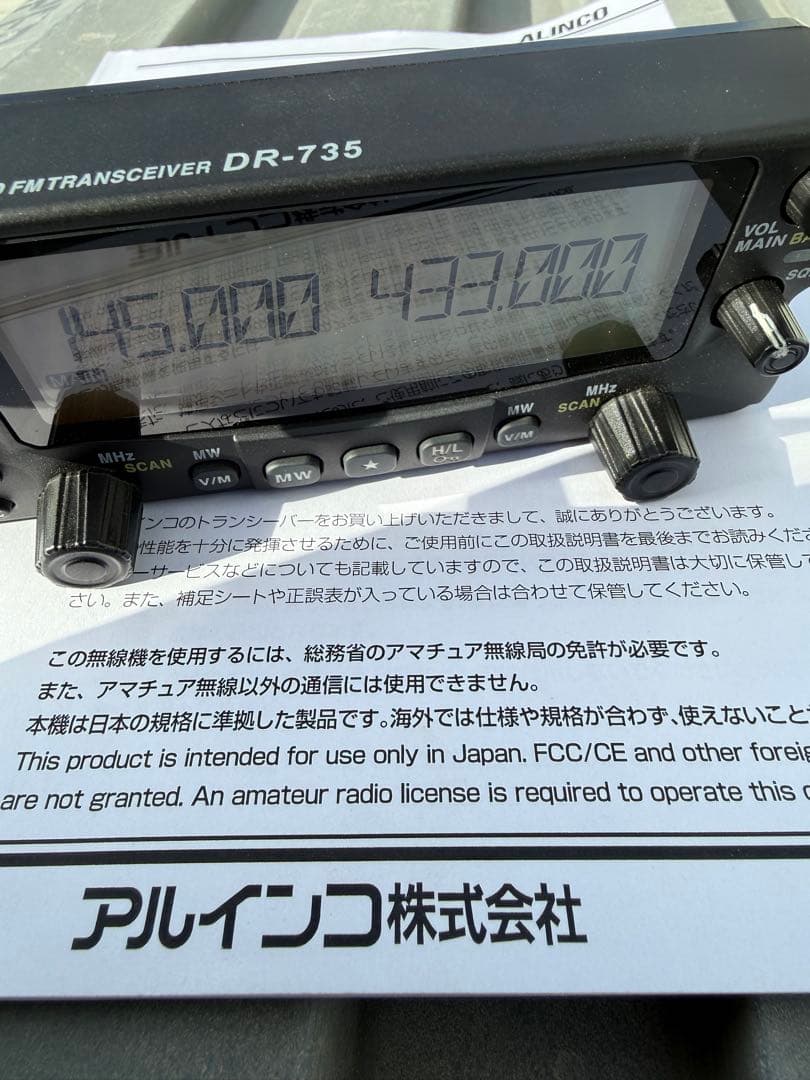 ALINCO
FM TRANSCEIVER DR-735
145.000 433.000
VOL
MAIN
MHz
SCAN
MW
V/M
MW
★
H/L
MW
V/M
MHz
SCAN
インコのトランシーバーをお買い上げいただきまして、誠にありがとうございます。
性能を十分に発揮させるために、ご使用前にこの取扱説明書を最後までお読みくだ
ーサービスなどについても記載していますので、この取扱説明書は大切に保管し
さい。また、補足シートや正誤表が入っている場合は合わせて保管してください。
この無線機を使用するには、総務省のアマチュア無線局の免許が必要です。
また、アマチュア無線以外の通信には使用できません。
本機は日本の規格に準拠した製品です。海外では仕様や規格が合わず、使えないこと
This product is intended for use only in Japan. FCC/CE and other
are not granted. An amateur radio license is required to operate this
アルインコ株式会社